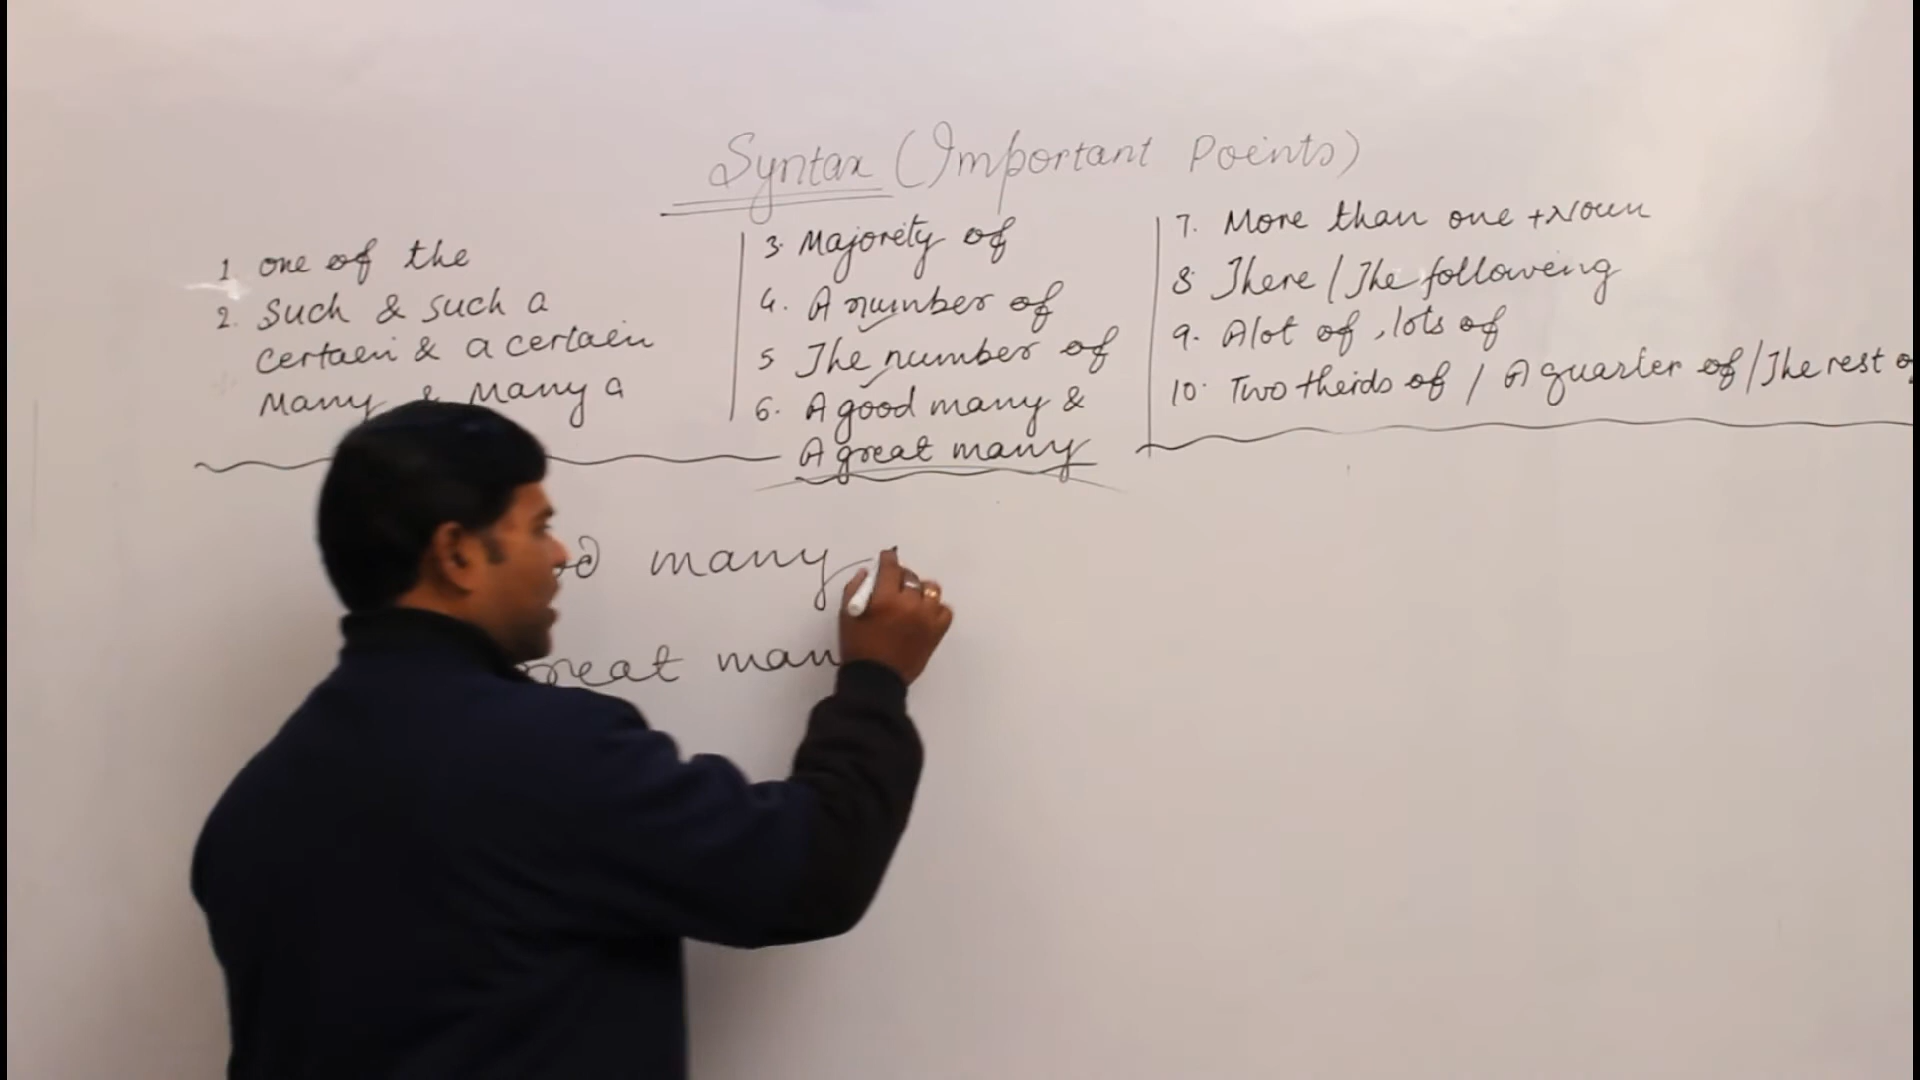 Syntax (Important Points)
1. one of the
2. Such & such a
certain & a certain
Many & Many a
3. Majority of
4. A number of
5 The number of
6. A good many &
A great many
7. More than one + Noun
8 There / The following
9. A lot of , lots of
10. Two thirds of / A quarter of / The rest
many
great